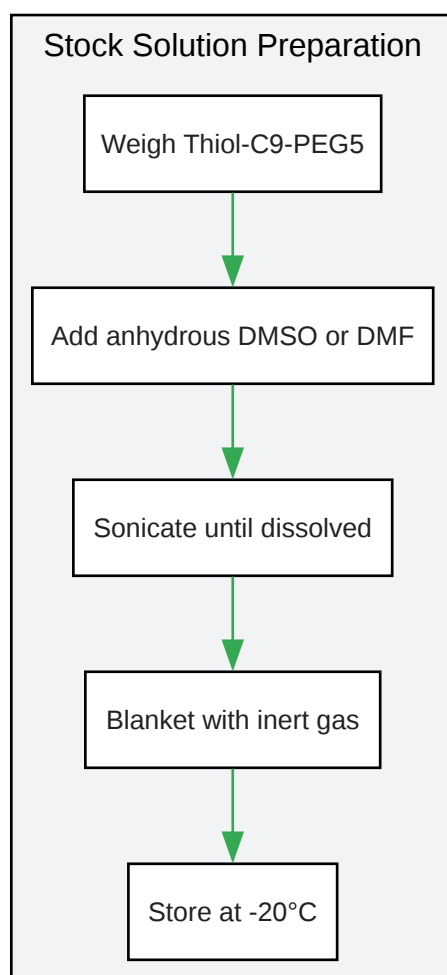 Stock Solution Preparation
Weigh Thiol-C9-PEG5
Add anhydrous DMSO or DMF
Sonicate until dissolved
Blanket with inert gas
Store at -20°C